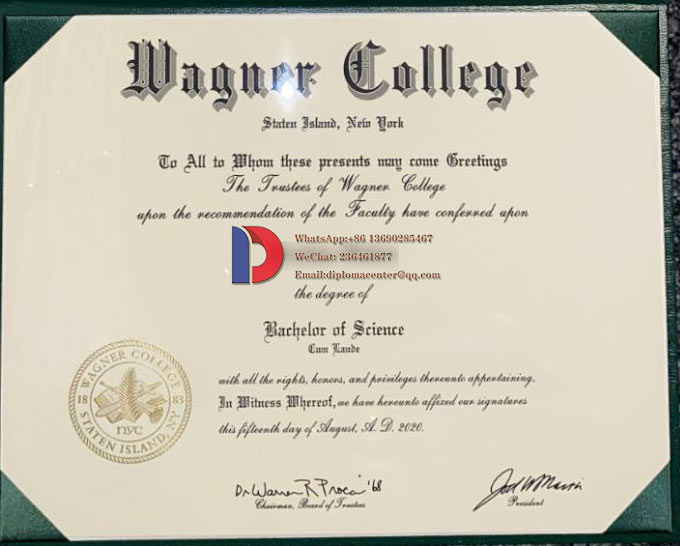 Wagner College
Staten Island, New York
To All to Whom these presents may come Greetings
The Trustees of Wagner College
upon the recommendation of the Faculty have conferred upon
D
WhatsApp:+86 13690285467
WeChat: 236461877
Email:diplomacenter@qq.com
the degree of
Bachelor of Science
Cum Laude
with all the rights, honors, and privileges thereunto appertaining.
In Witness Whereof, we have hereunto affixed our signatures
this fifteenth day of August, A. D. 2020.
WAGNER COLLEGE
18 83
NYC
STATEN ISLAND, NY
Dr Warren R Procci '68
Chairman, Board of Trustees
President